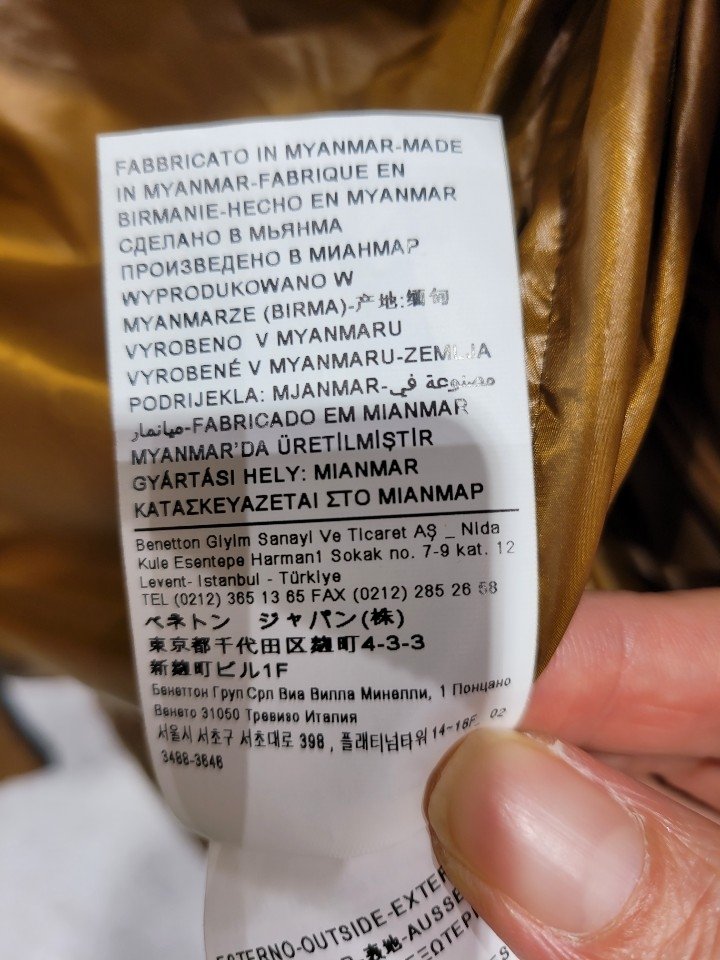 FABBRICATO IN MYANMAR-MADE
IN MYANMAR-FABRIQUE EN
BIRMANIE-HECHO EN MYANMAR
СДЕЛАНО В МЬЯНМА
ПРОИЗВЕДЕНО В МИАНМАР
WYPRODUKOWANO W
MYANMARZE (BIRMA)-产地:缅甸
VYROBENO V MYANMARU
VYROBENÉ V MYANMARU-ZEMLJA
PODRIJEKLA: MJANMAR-مصنوعة في
ميانمار-FABRICADO EM MIANMAR
MYANMAR'DA ÜRETİLMİŞTİR
GYÁRTÁSI HELY: MIANMAR
ΚΑΤΑΣΚΕΥΑΖΕΤΑΙ ΣΤΟ ΜΙΑΝΜΑΡ
Benetton Giyim Sanayi Ve Ticaret AŞ _ Nida
Kule Esentepe Harman1 Sokak no. 7-9 kat. 12
Levent- Istanbul - Türkiye
TEL (0212) 365 13 65 FAX (0212) 285 26 58
ベネトン ジャパン(株)
東京都千代田区麹町4-3-3
新麹町ビル1F
Бенеттон Груп Срл Виа Вилла Минелли, 1 Понцано
Венето 31050 Тревизо Италия
서울시 서초구 서초대로 398, 플래티넘타워 14~16F. 02
3488-3646
ESTERNO-OUTSIDE-EXTER
表地-AUSSE